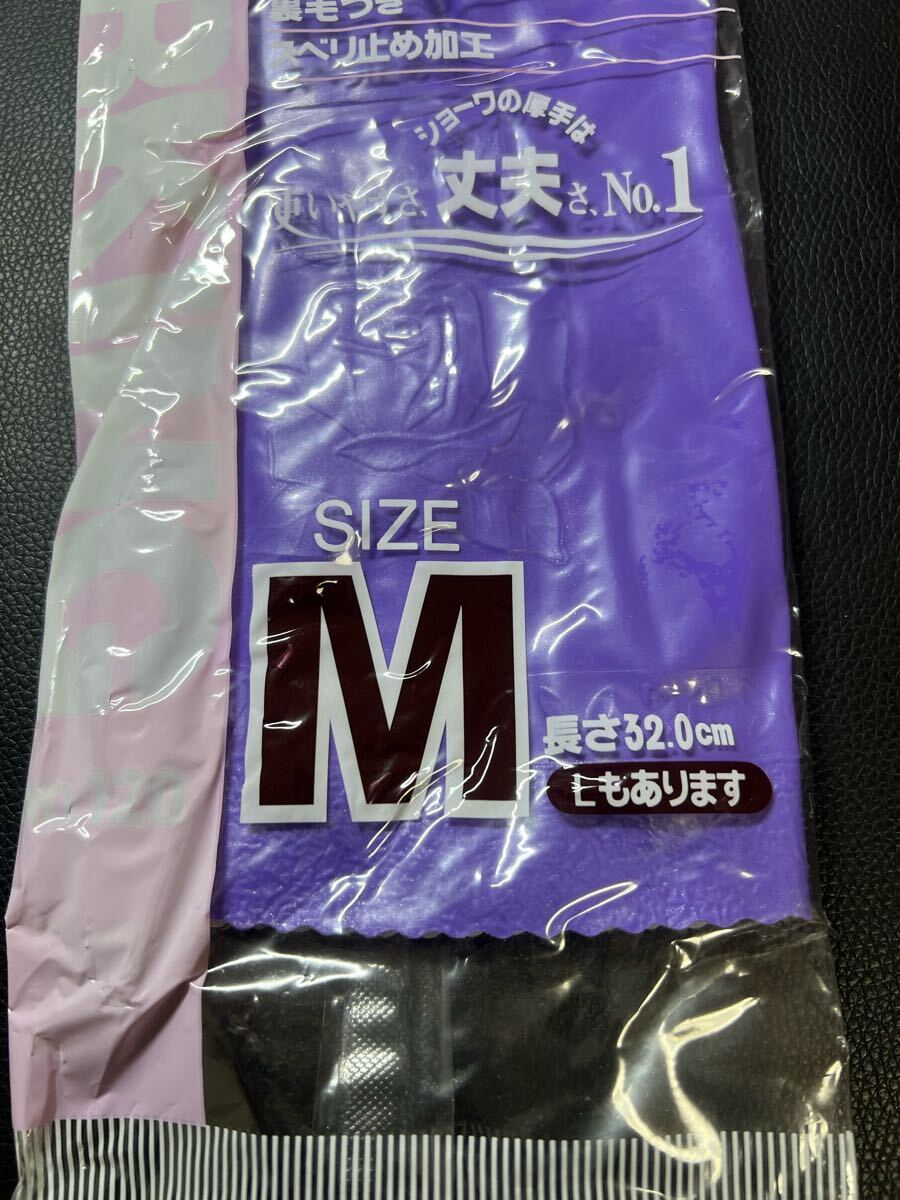 裏毛つき
スベリ止め加工
ショーワの厚手は
使いやすさ、丈夫さ、No.1
SIZE
M
長さ32.0cm
Lもあります